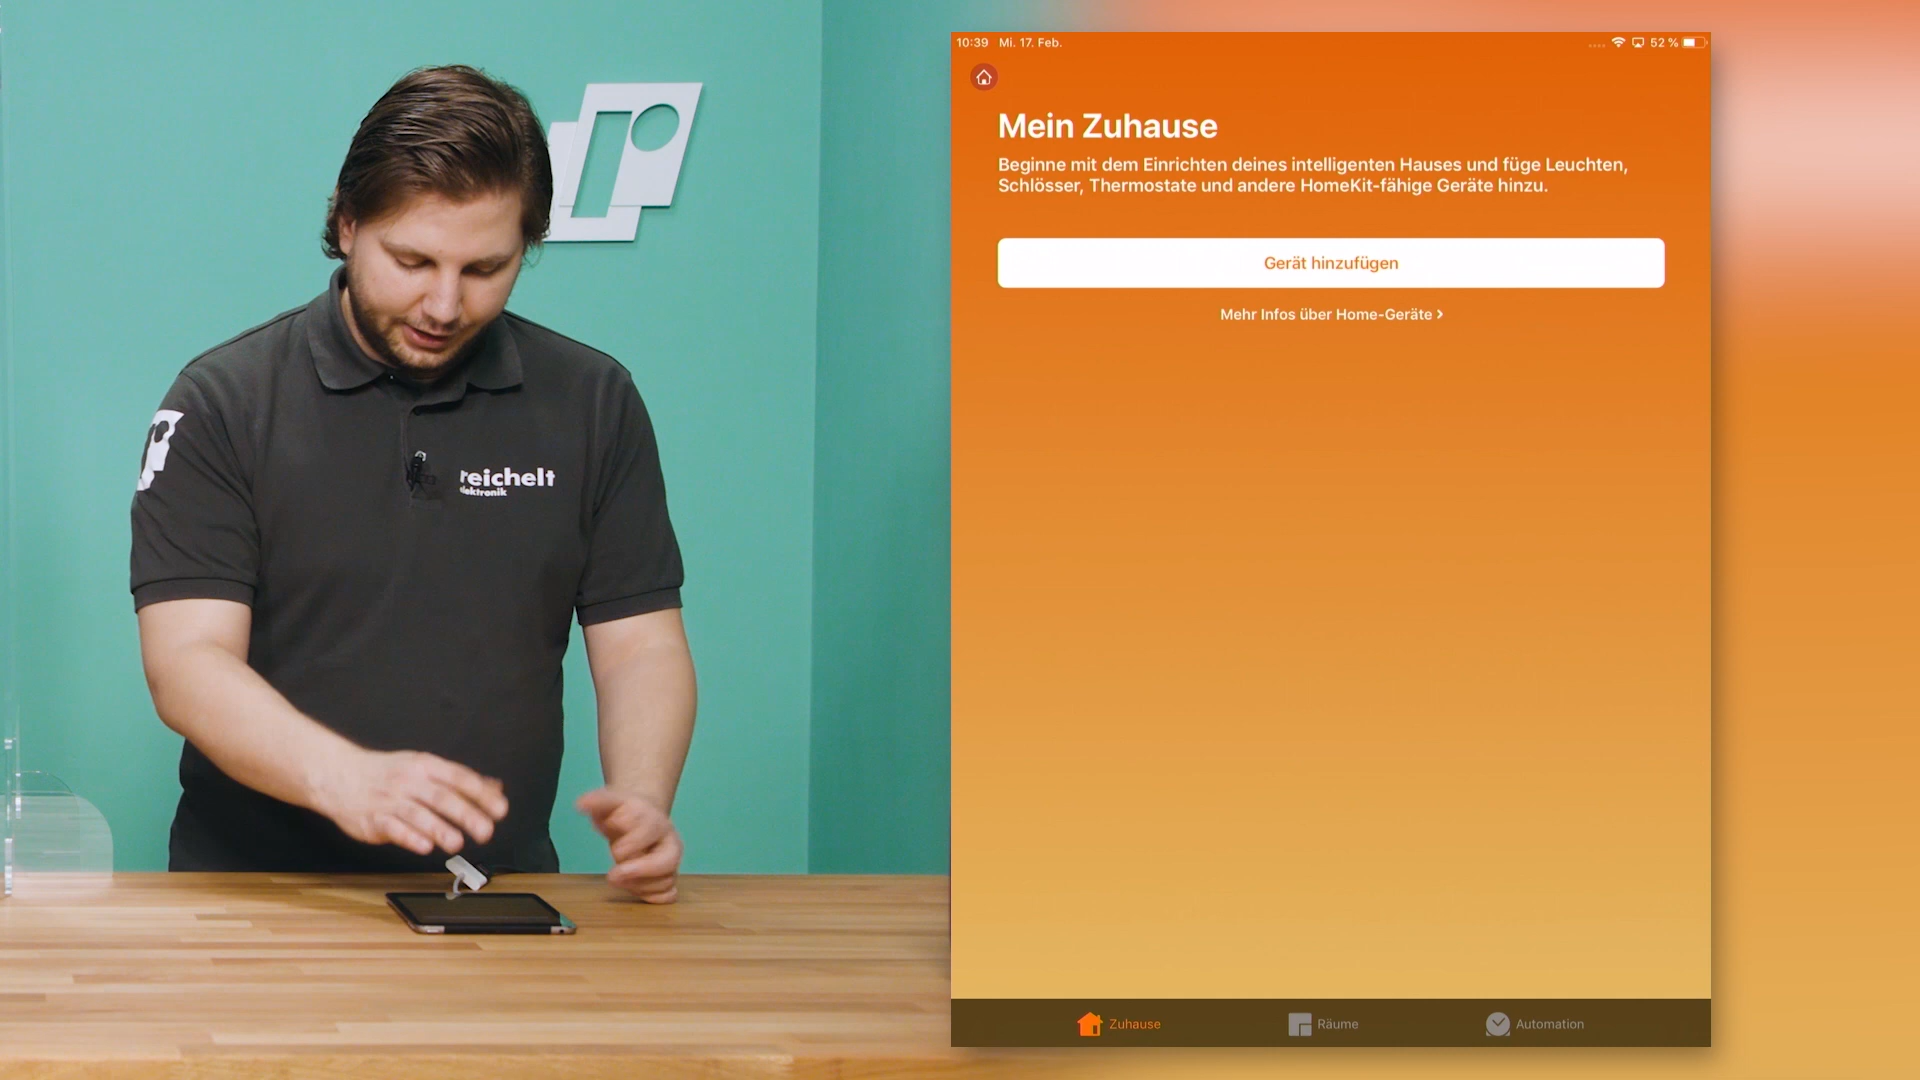 reichelt
elektronik
10:39 Mi. 17. Feb.
52 %
Mein Zuhause
Beginne mit dem Einrichten deines intelligenten Hauses und füge Leuchten,
Schlösser, Thermostate und andere HomeKit-fähige Geräte hinzu.
Gerät hinzufügen
Mehr Infos über Home-Geräte >
Zuhause
Räume
Automation